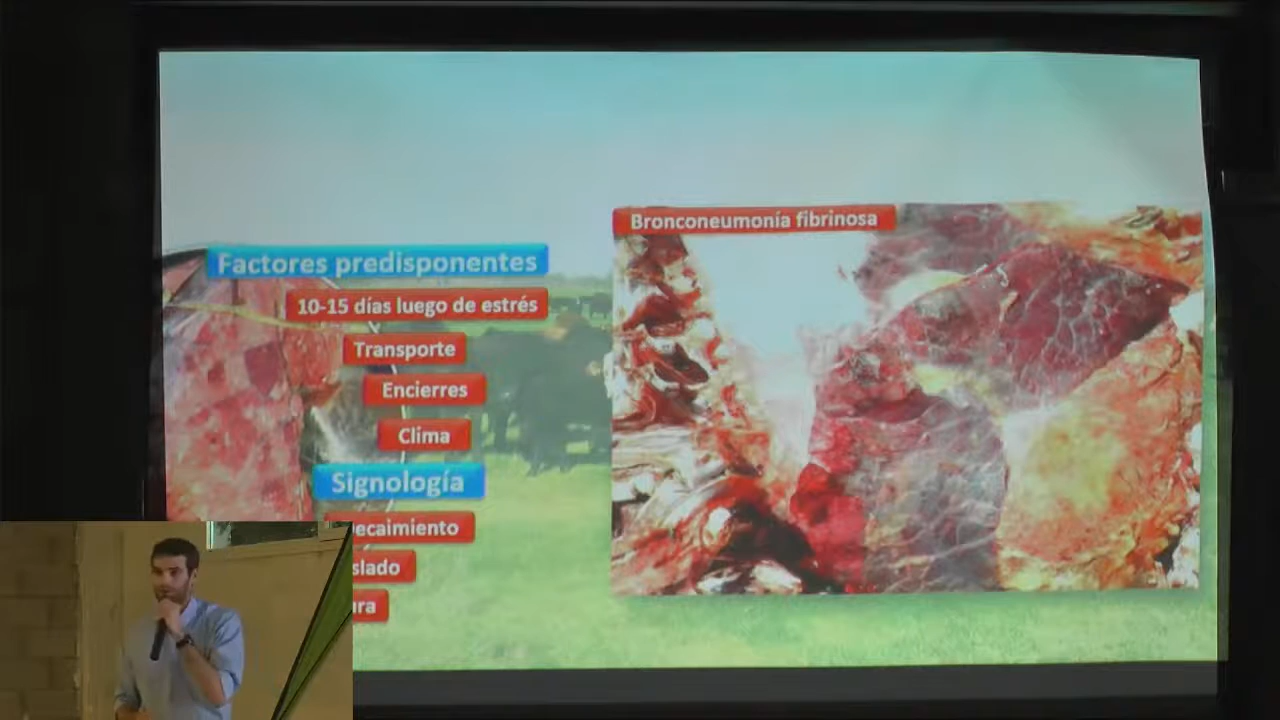 Factores predisponentes
10-15 días luego de estrés
Transporte
Encierres
Clima
Signología
Bronconeumonía fibrinosa